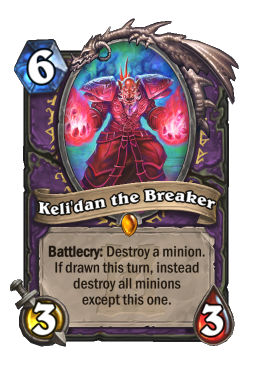 6
Keli'dan the Breaker
Battlecry: Destroy a minion.
If drawn this turn, instead
destroy all minions
except this one.
3 3